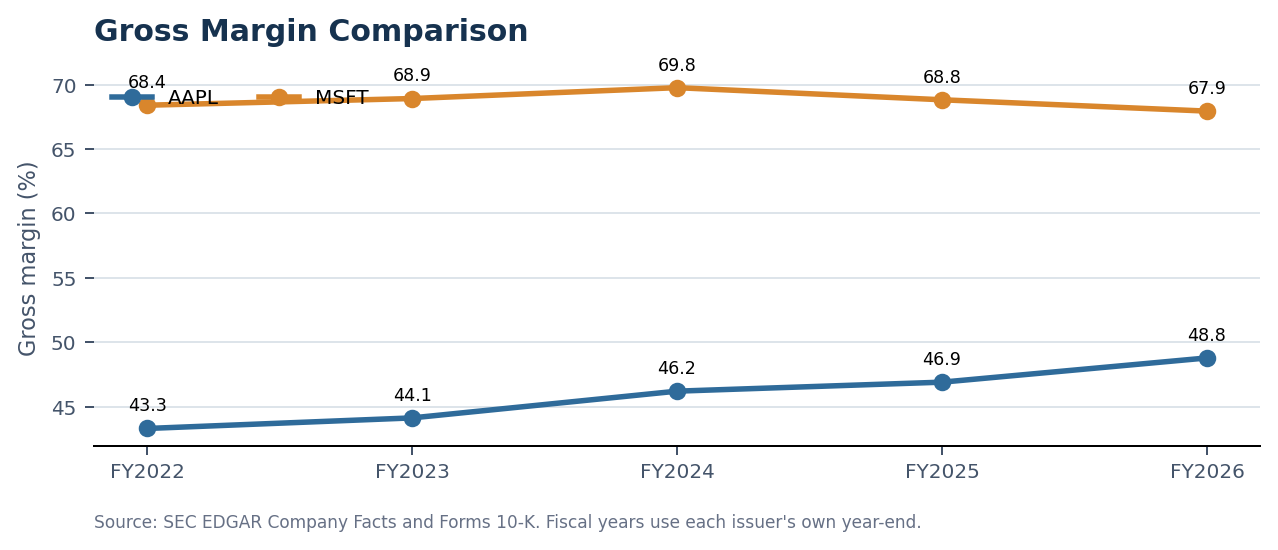 Gross Margin Comparison
68.4 68.9 69.8 68.8 67.9
AAPL MSFT
70
65
60
55
50
45
Gross margin (%)
43.3 44.1 46.2 46.9 48.8
FY2022 FY2023 FY2024 FY2025 FY2026
Source: SEC EDGAR Company Facts and Forms 10-K. Fiscal years use each issuer's own year-end.